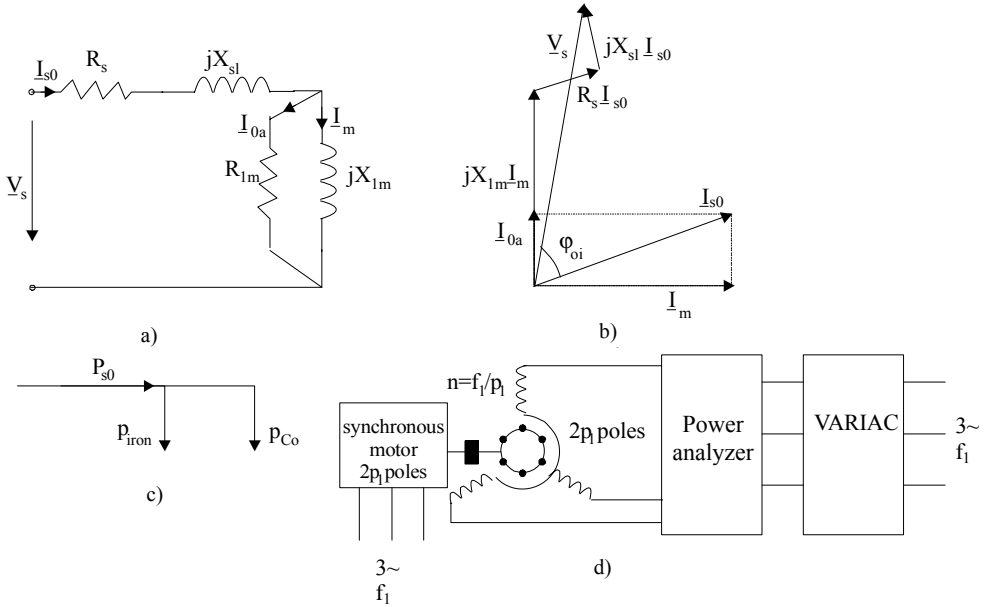 R_s
jX_sl
I_s0
I_0a
I_m
V_s
R_1m
jX_1m
a)
V_s
jX_sl I_s0
R_s I_s0
jX_1m I_m
I_s0
I_0a
φ_oi
I_m
b)
P_s0
p_iron
p_Co
c)
n=f_1/p_1
synchronous
motor
2p_1 poles
2p_1 poles
Power
analyzer
VARIAC
3~
f_1
3~
f_1
d)